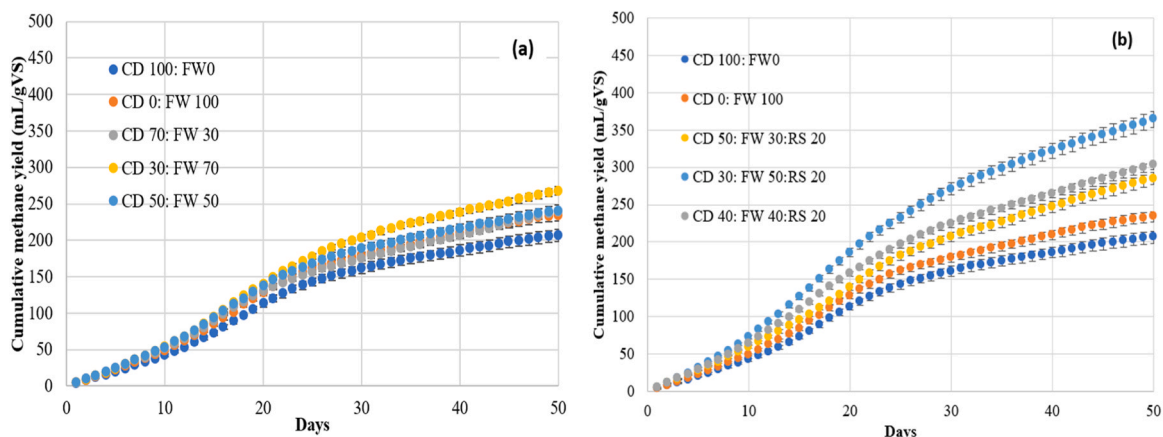 Cumulative methane yield (mL/gVS)
500
450
400
350
300
250
200
150
100
50
0
(a)
CD 100: FW0
CD 0: FW 100
CD 70: FW 30
CD 30: FW 70
CD 50: FW 50
0 10 20 30 40 50
Days
Cumulative methane yield (mL/gVS)
500
450
400
350
300
250
200
150
100
50
0
(b)
CD 100: FW0
CD 0: FW 100
CD 50: FW 30:RS 20
CD 30: FW 50:RS 20
CD 40: FW 40:RS 20
0 10 20 30 40 50
Days